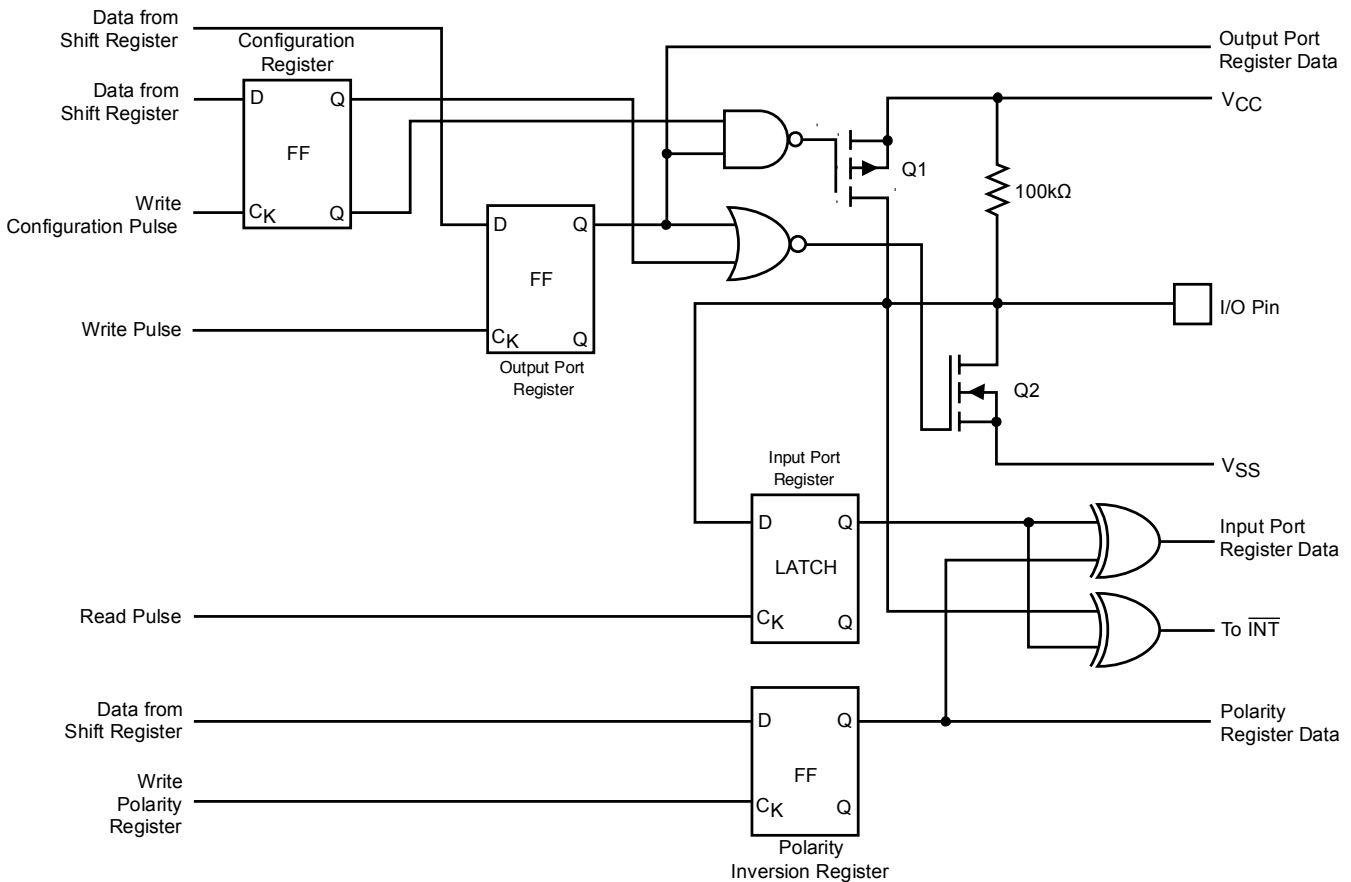 Data from
Shift Register
Configuration
Register
Output Port
Register Data
Data from
Shift Register
D
Q
FF
CK
Q
Write
Configuration Pulse
VCC
Q1
100kΩ
D
Q
FF
CK
Q
Output Port
Register
Write Pulse
I/O Pin
Q2
VSS
Input Port
Register
D
Q
LATCH
CK
Q
Read Pulse
Input Port
Register Data
To INT
Data from
Shift Register
D
Q
FF
CK
Q
Polarity
Inversion Register
Write
Polarity
Register
Polarity
Register Data